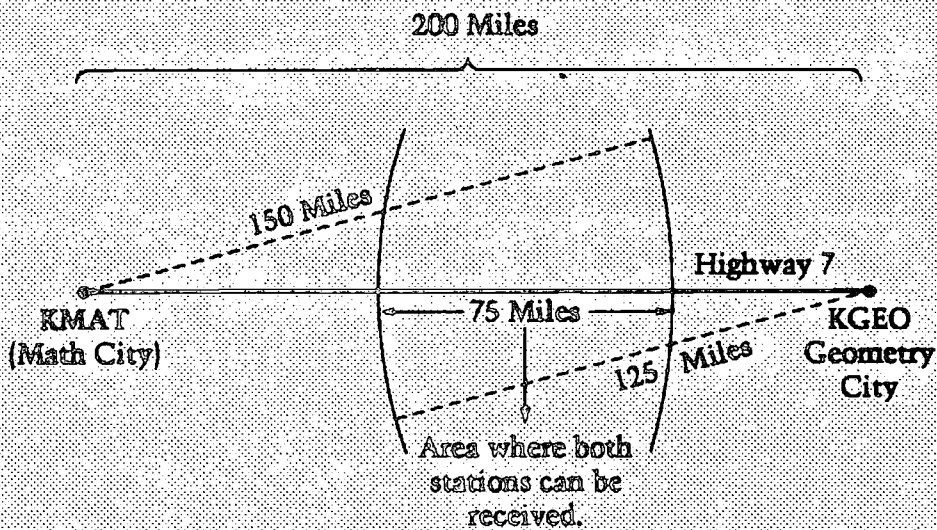 200 Miles
150 Miles
Highway 7
KMAT
(Math City)
75 Miles
KGEO
Geometry
City
125 Miles
Area where both
stations can be
received.